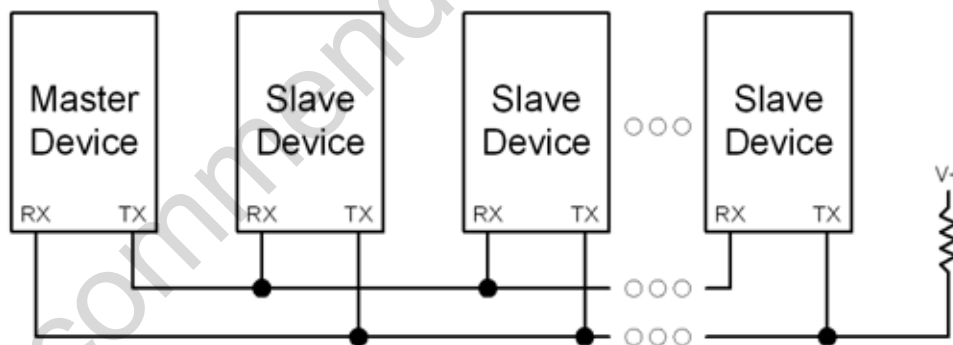 Master
Device
Slave
Device
Slave
Device
Slave
Device
RX TX RX TX RX TX RX TX